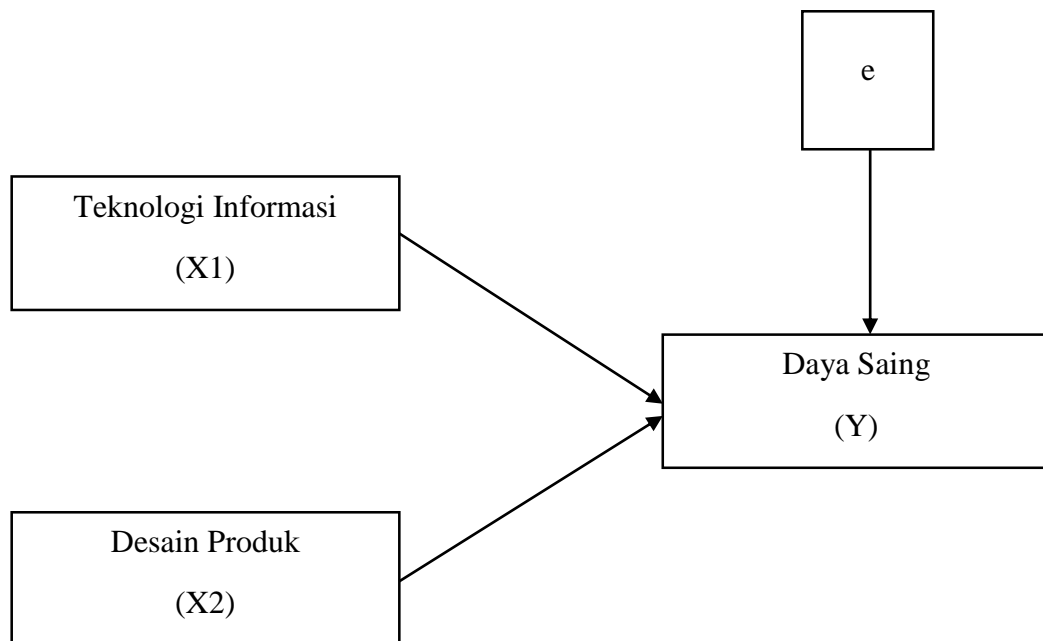 e
Teknologi Informasi
(X1)
Daya Saing
(Y)
Desain Produk
(X2)